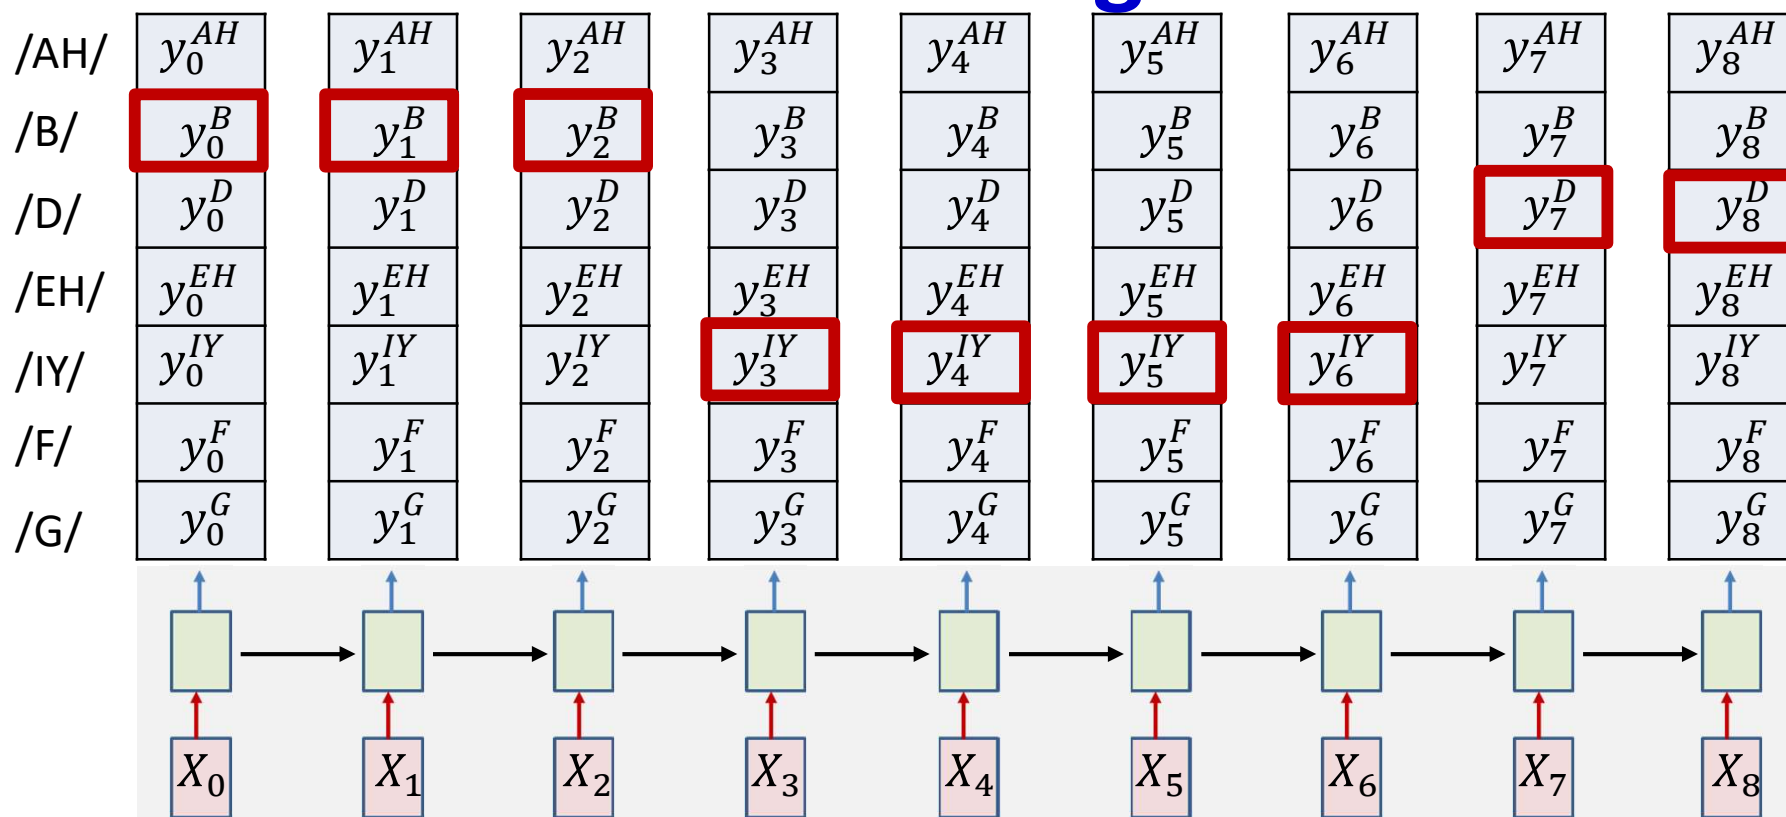 g
/AH/ y_0^{AH} y_1^{AH} y_2^{AH} y_3^{AH} y_4^{AH} y_5^{AH} y_6^{AH} y_7^{AH} y_8^{AH}
/B/ y_0^B y_1^B y_2^B y_3^B y_4^B y_5^B y_6^B y_7^B y_8^B
/D/ y_0^D y_1^D y_2^D y_3^D y_4^D y_5^D y_6^D y_7^D y_8^D
/EH/ y_0^{EH} y_1^{EH} y_2^{EH} y_3^{EH} y_4^{EH} y_5^{EH} y_6^{EH} y_7^{EH} y_8^{EH}
/IY/ y_0^{IY} y_1^{IY} y_2^{IY} y_3^{IY} y_4^{IY} y_5^{IY} y_6^{IY} y_7^{IY} y_8^{IY}
/F/ y_0^F y_1^F y_2^F y_3^F y_4^F y_5^F y_6^F y_7^F y_8^F
/G/ y_0^G y_1^G y_2^G y_3^G y_4^G y_5^G y_6^G y_7^G y_8^G
X_0 X_1 X_2 X_3 X_4 X_5 X_6 X_7 X_8